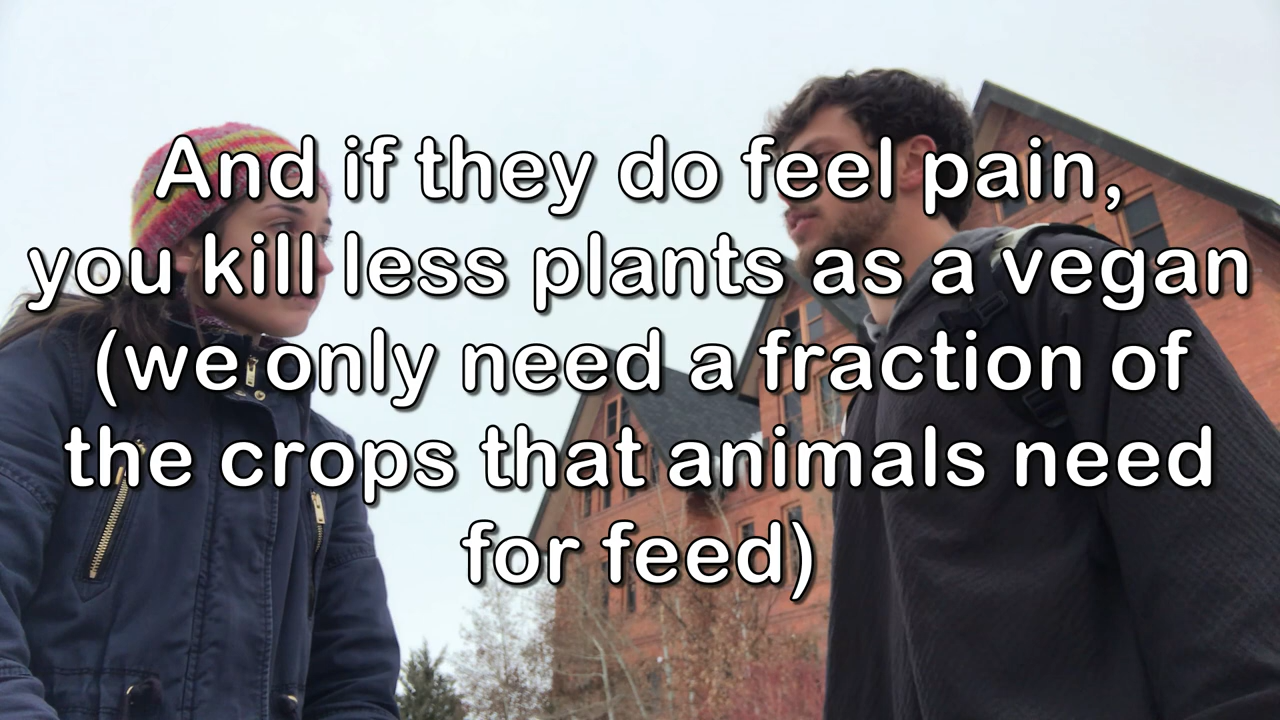 And if they do feel pain,
you kill less plants as a vegan
(we only need a fraction of
the crops that animals need
for feed)